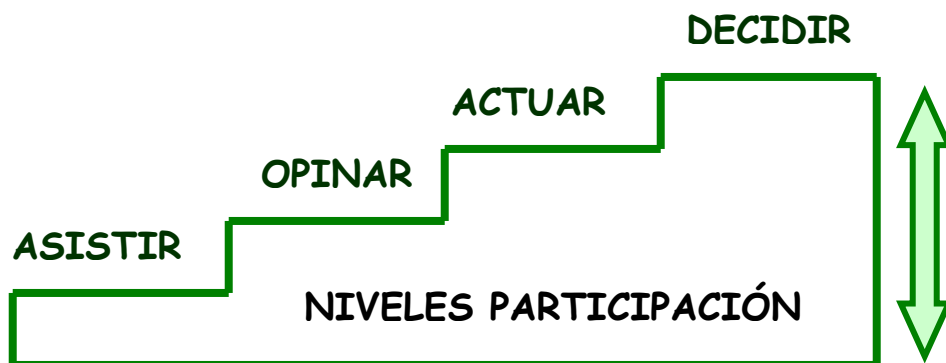 DECIDIR
ACTUAR
OPINAR
ASISTIR
NIVELES PARTICIPACIÓN